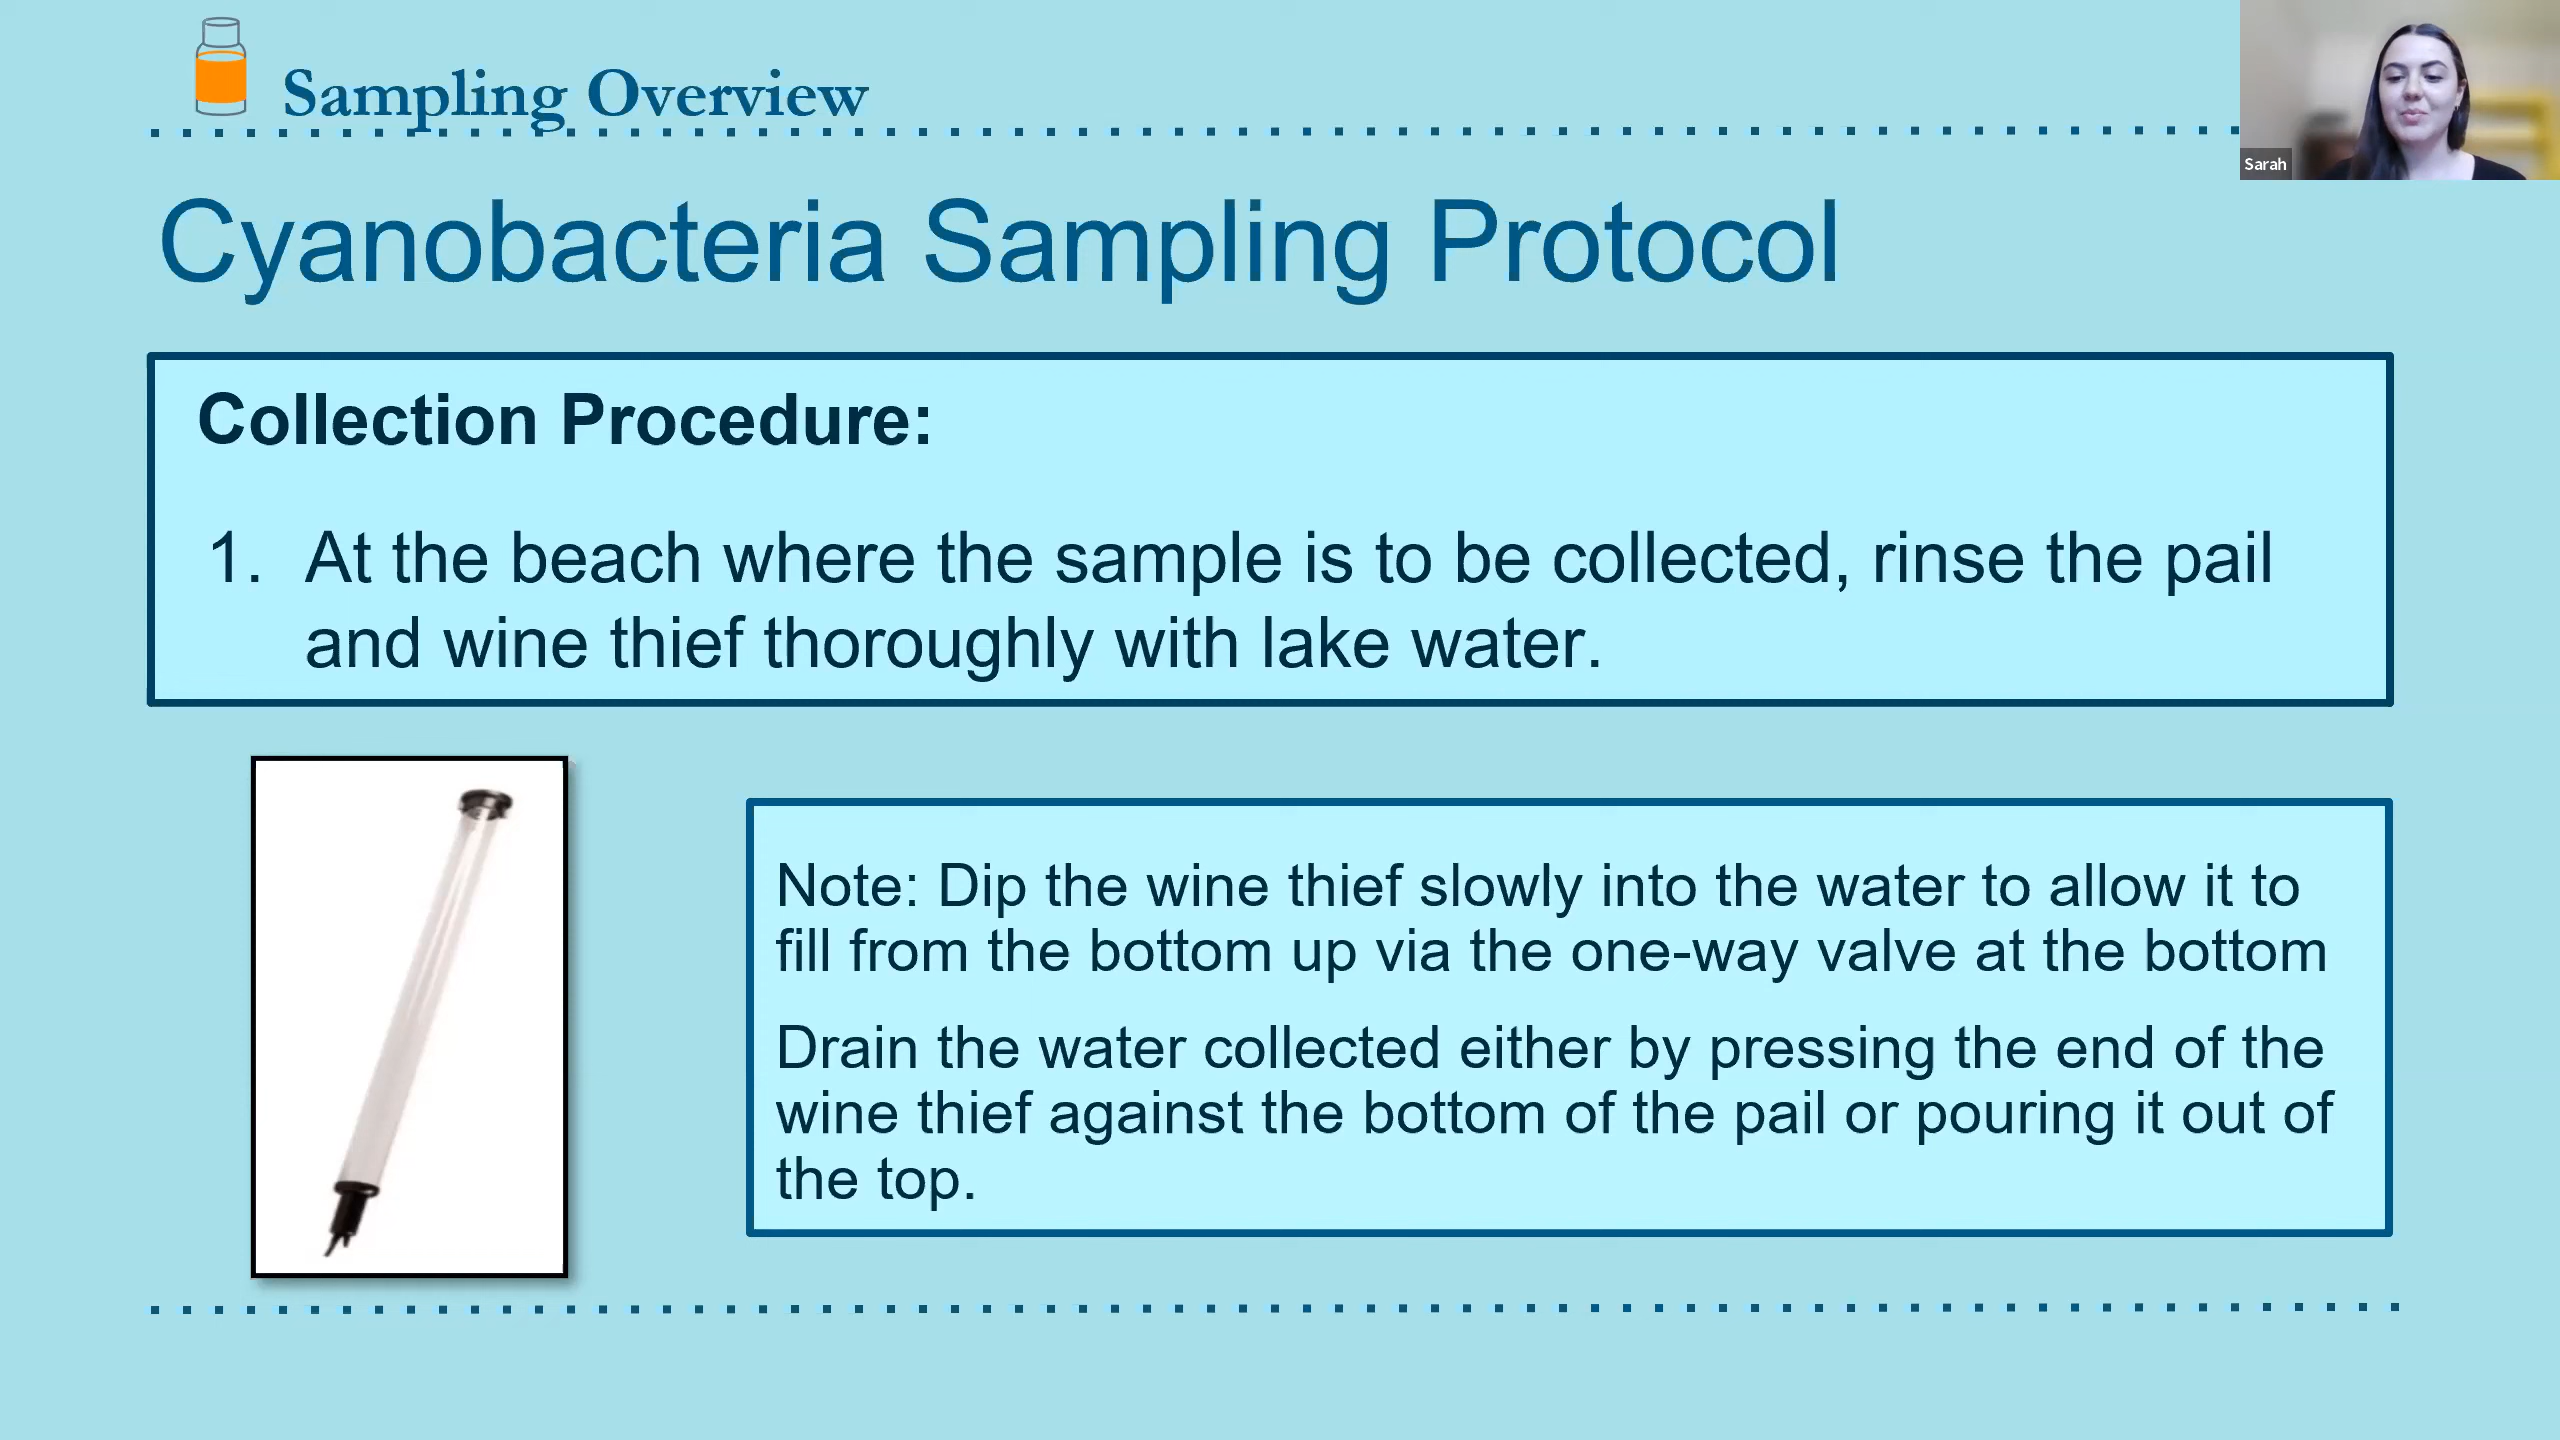 Sampling Overview
Sarah
Cyanobacteria Sampling Protocol
Collection Procedure:
1. At the beach where the sample is to be collected, rinse the pail
and wine thief thoroughly with lake water.
Note: Dip the wine thief slowly into the water to allow it to
fill from the bottom up via the one-way valve at the bottom
Drain the water collected either by pressing the end of the
wine thief against the bottom of the pail or pouring it out of
the top.